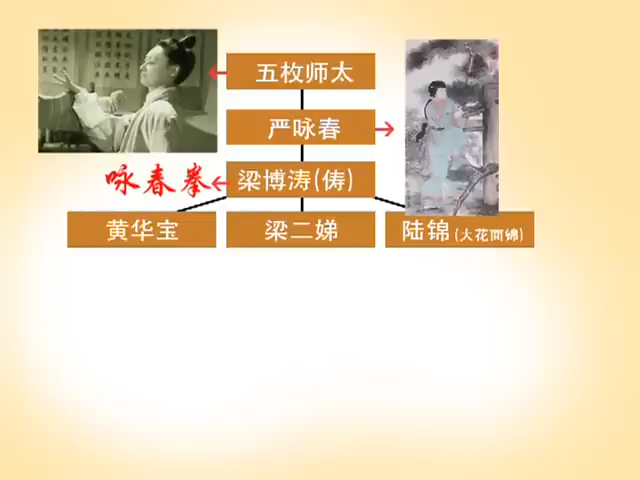 五枚师太
严咏春
咏春拳
梁博涛(俦)
黄华宝
梁二娣
陆锦(大花面锦)